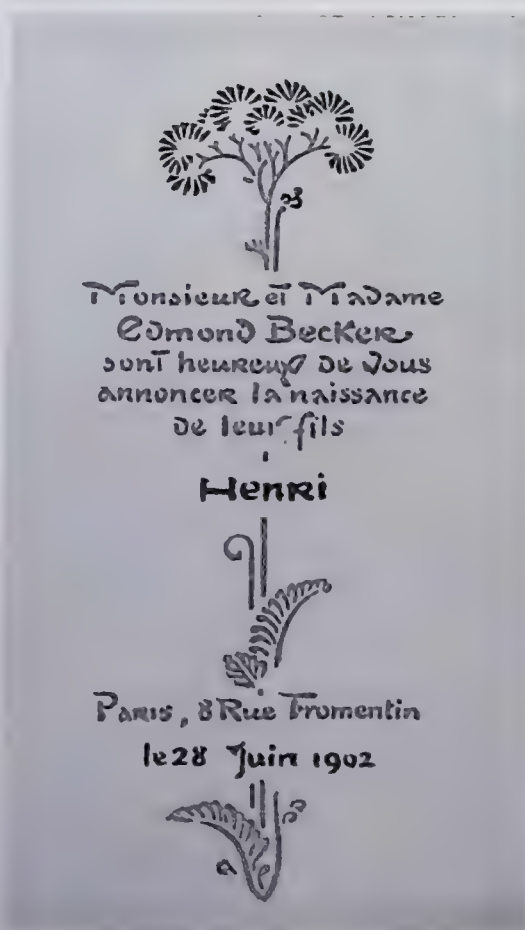 Monsieur et Madame
Edmond Becker
sont heureux de vous
annoncer la naissance
de leur fils
Henri
Paris, 8 Rue Fromentin
le 28 Juin 1902